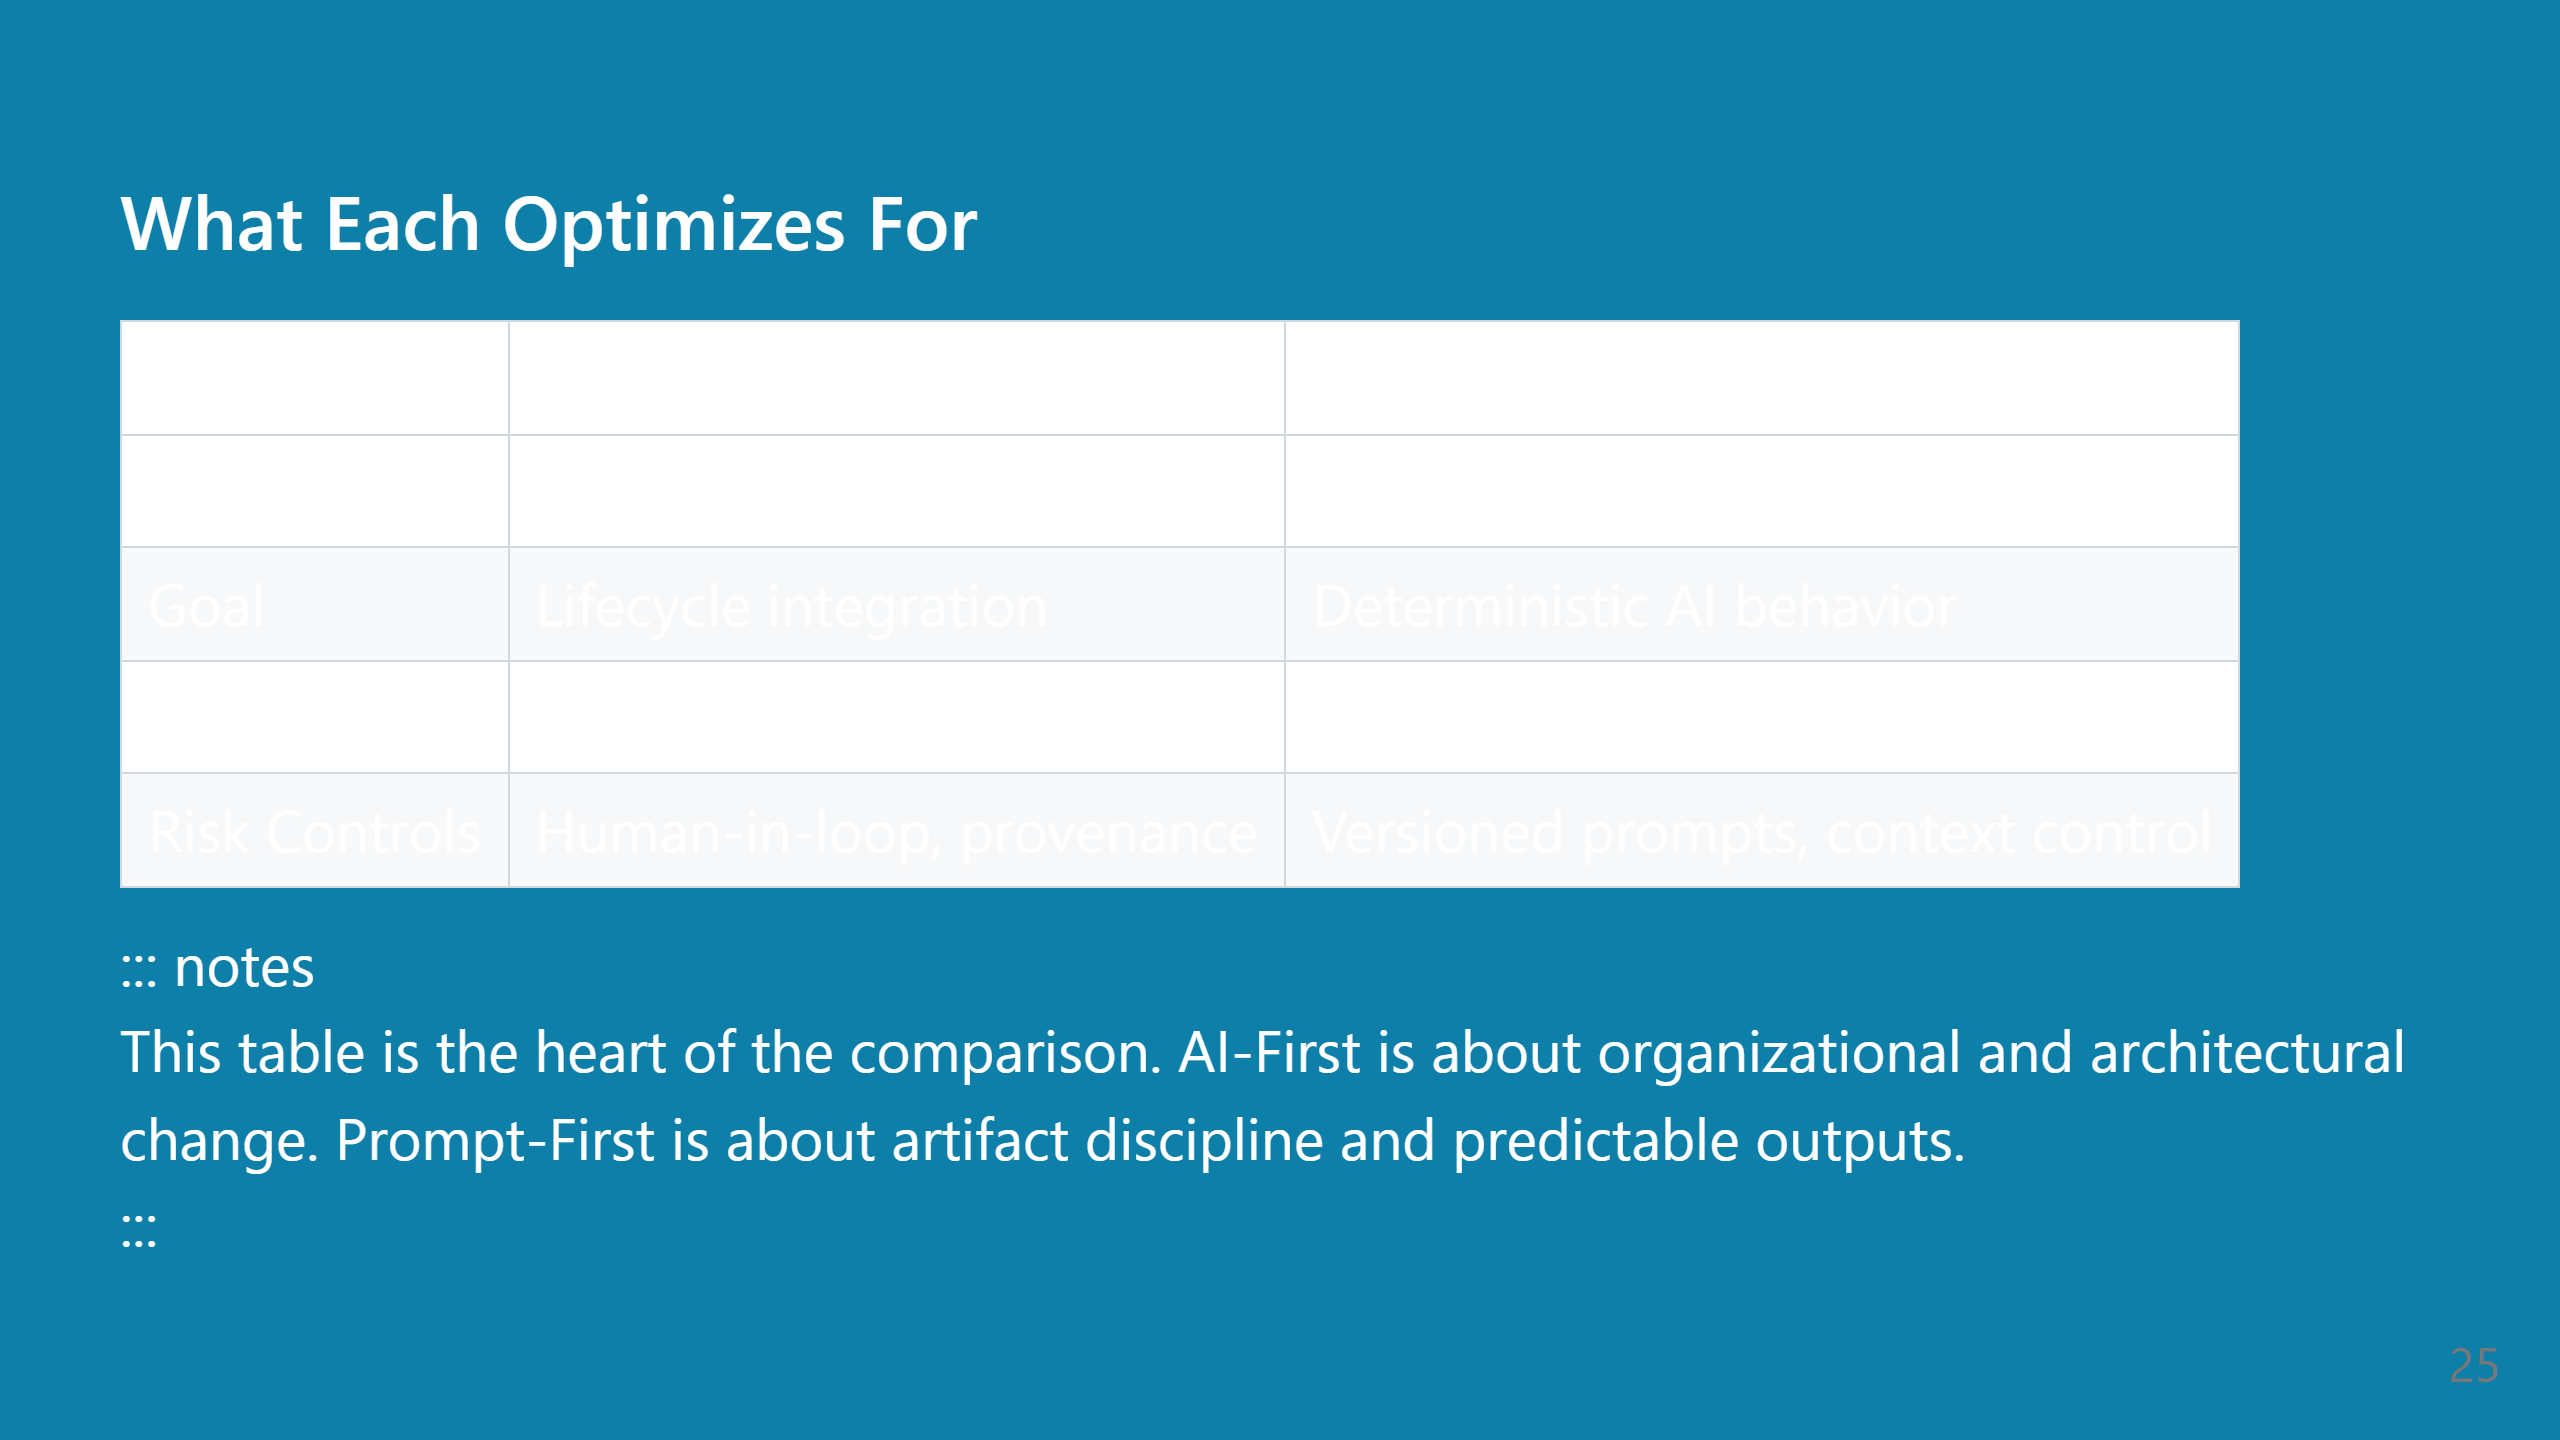 What Each Optimizes For
Goal Lifecycle integration Deterministic AI behavior
Risk Controls Human-in-loop, provenance Versioned prompts, context control
::: notes
This table is the heart of the comparison. AI-First is about organizational and architectural
change. Prompt-First is about artifact discipline and predictable outputs.
:::
25